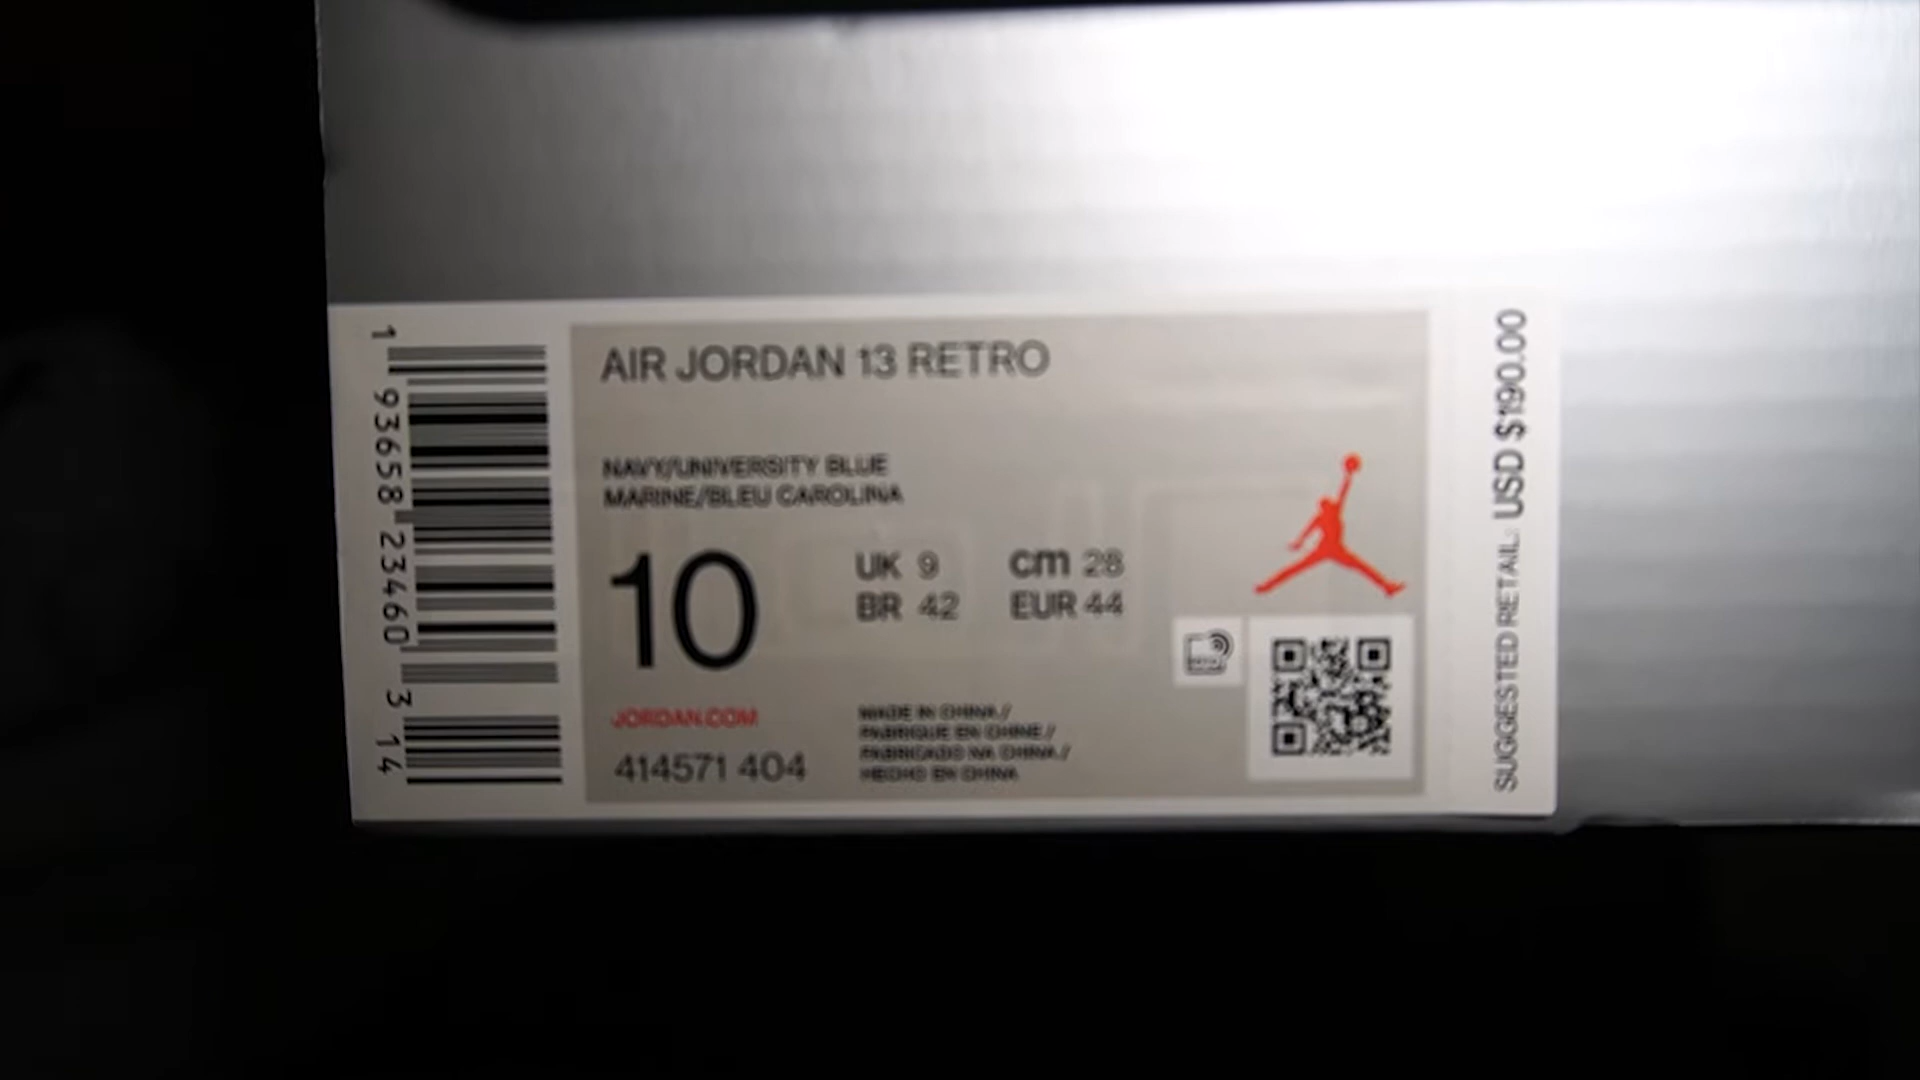 1 93658 23460 3 14
AIR JORDAN 13 RETRO
NAVY/UNIVERSITY BLUE
MARINE/BLEU CAROLINA
10
UK 9 cm 28
BR 42 EUR 44
JORDAN.COM
414571 404
MADE IN CHINA /
FABRIQUE EN CHINE /
FABRICADO NA CHINA /
HECHO EN CHINA
SUGGESTED RETAIL: USD $190.00